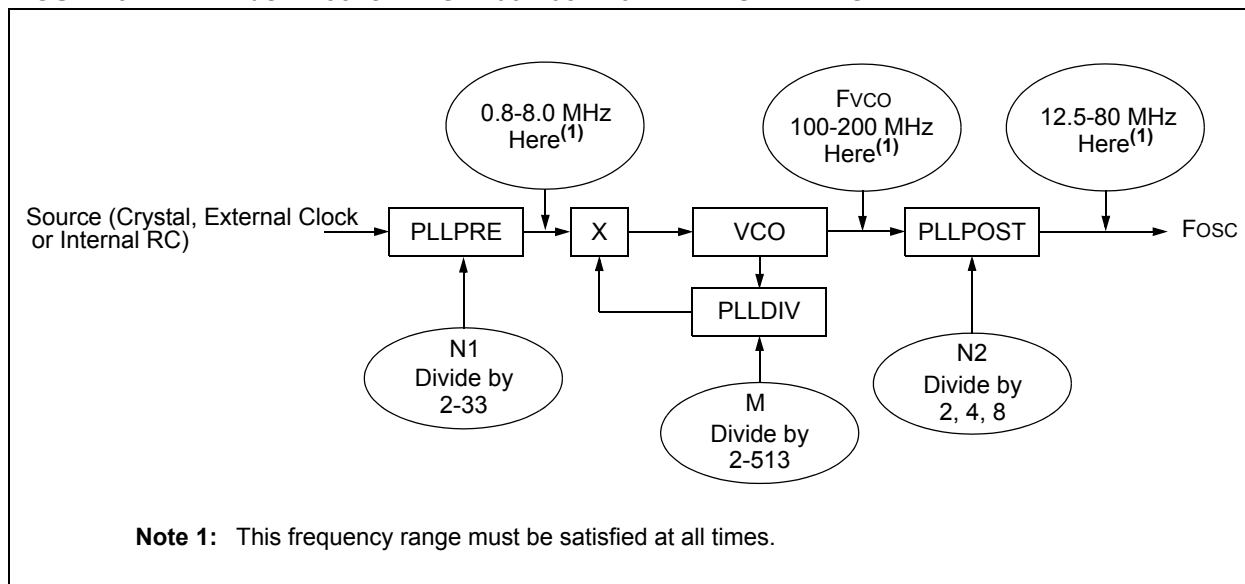 0.8-8.0 MHz
Here(1)
FVCO
100-200 MHz
Here(1)
12.5-80 MHz
Here(1)
Source (Crystal, External Clock
or Internal RC)
PLLPRE
X
VCO
PLLPOST
FOSC
PLLDIV
N1
Divide by
2-33
M
Divide by
2-513
N2
Divide by
2, 4, 8
Note 1: This frequency range must be satisfied at all times.